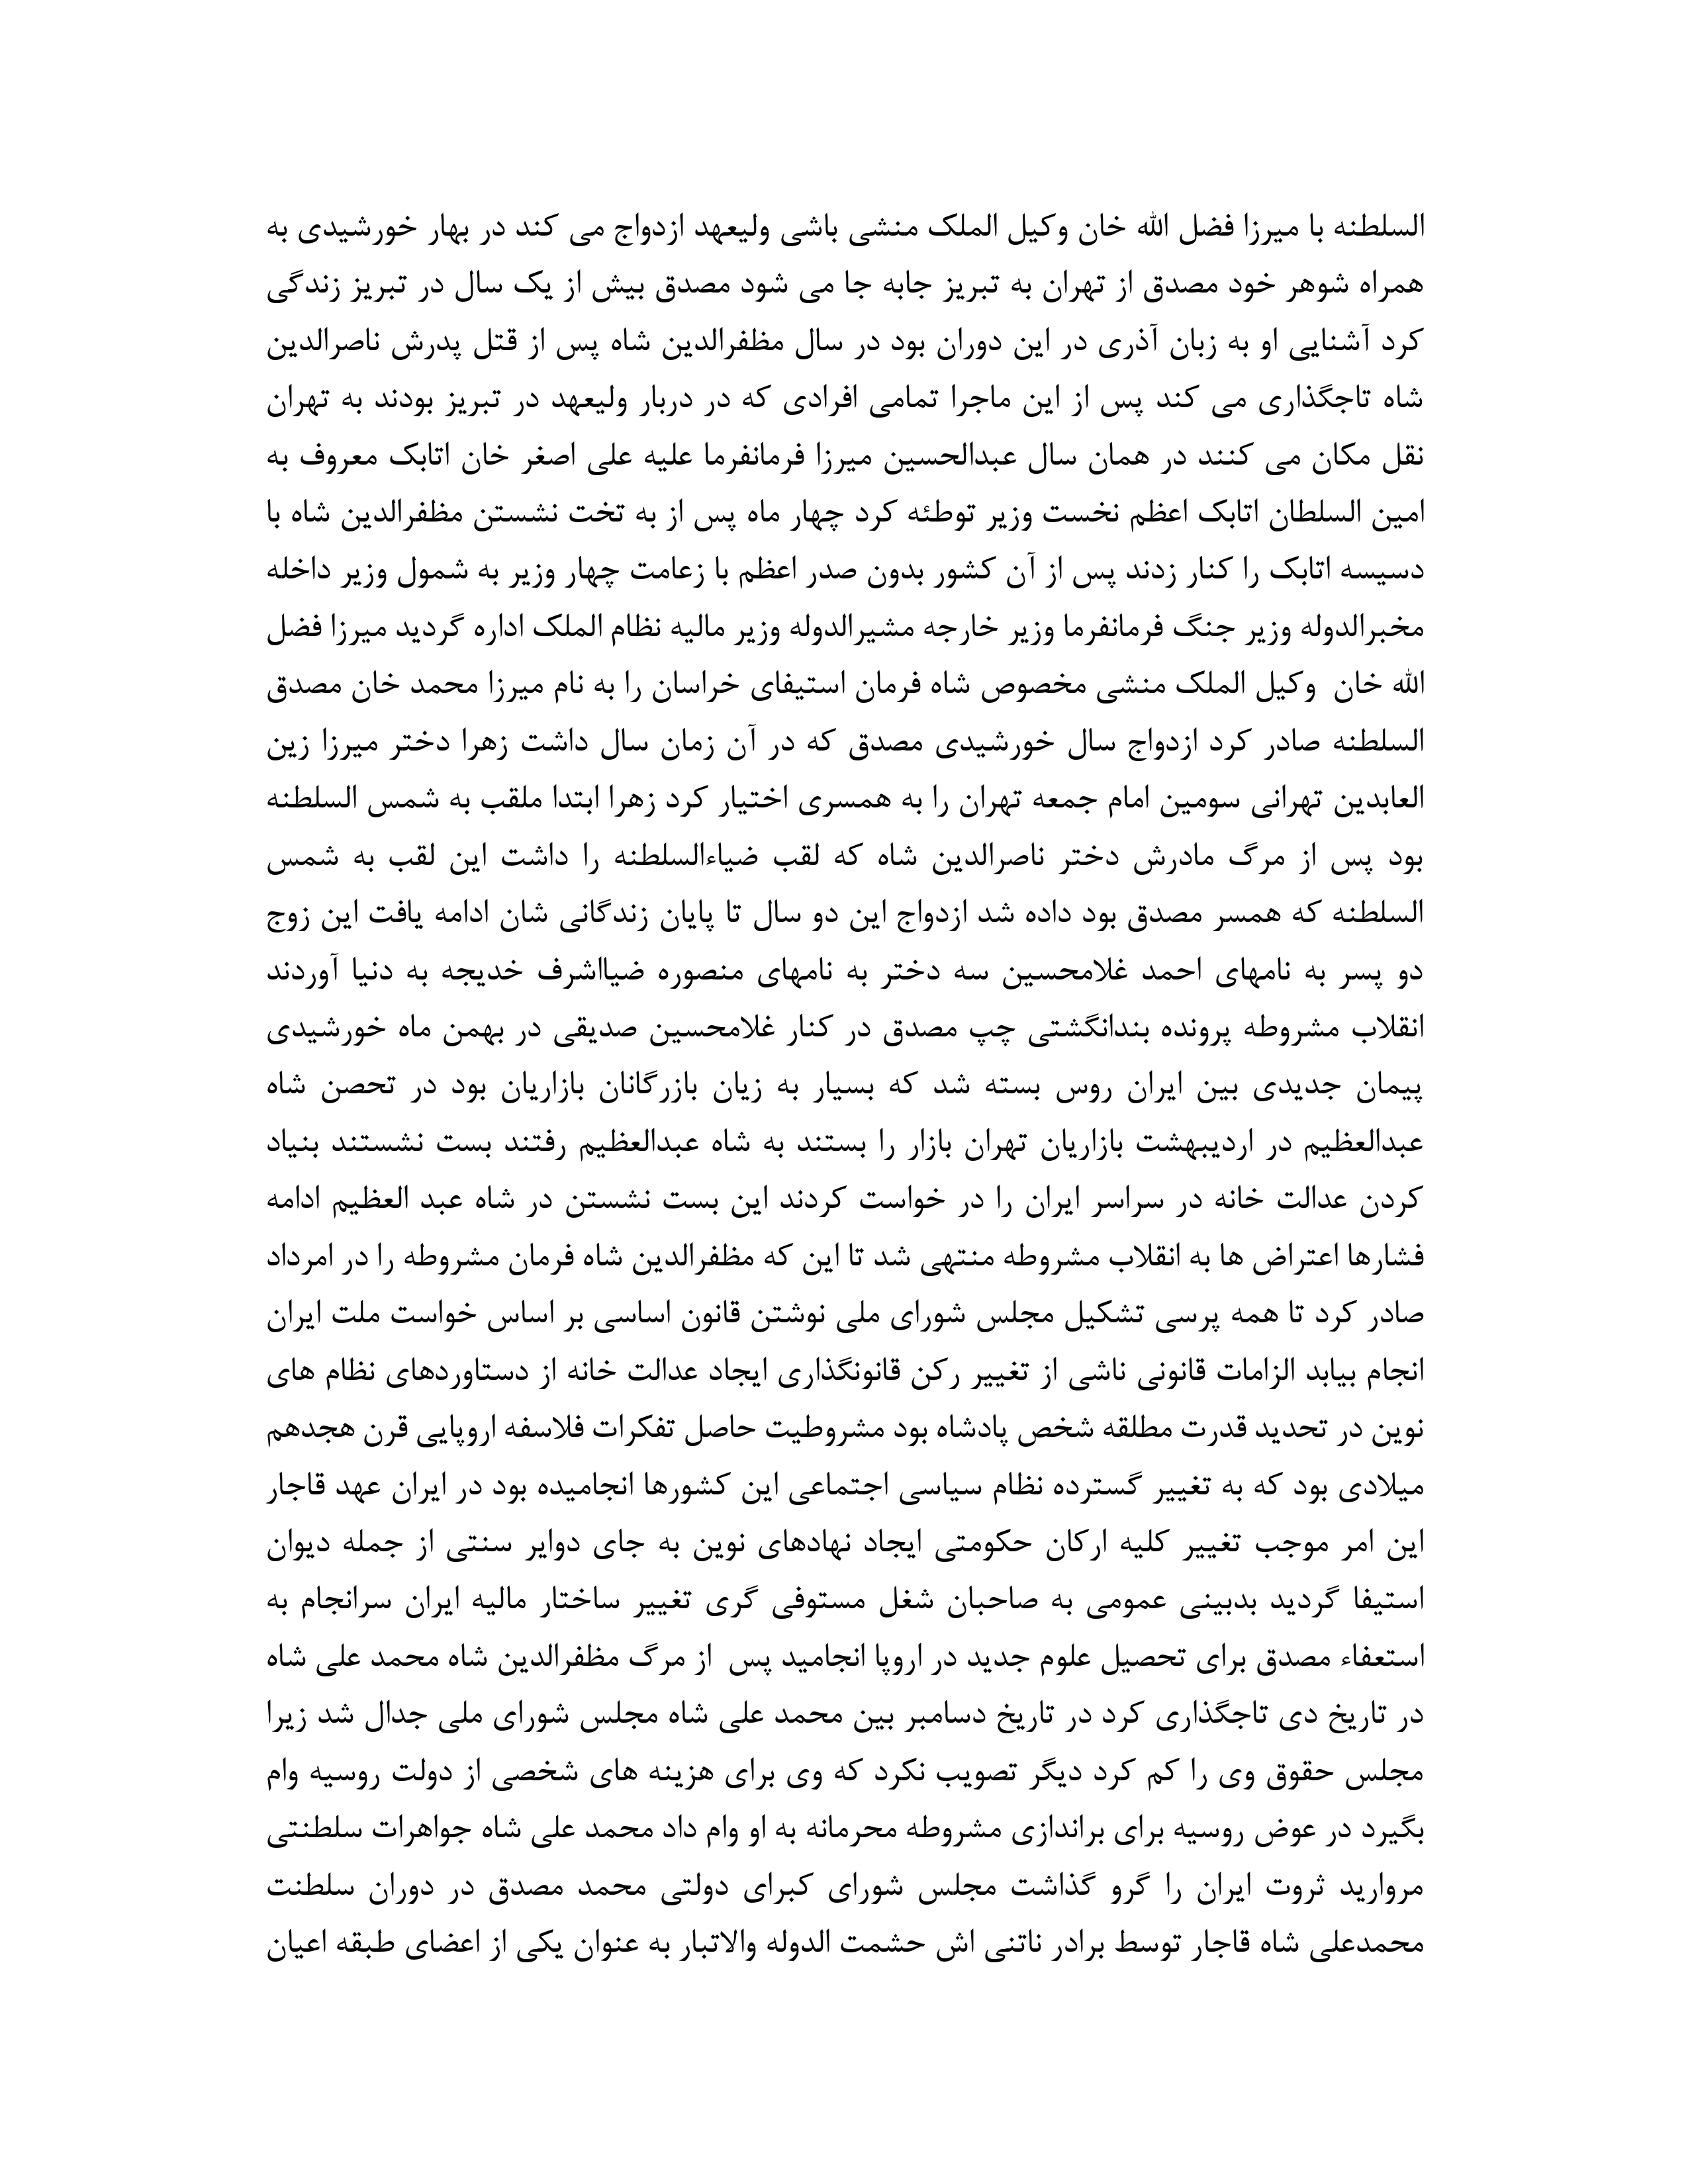 السلطنه با میرزا فضل الله خان وکیل الملک منشی باشی ولیعهد ازدواج می کند در بهار خورشیدی به
همراه شوهر خود مصدق از تهران به تبریز جابه جا می شود مصدق بیش از یک سال در تبریز زندگی
کرد آشنایی او به زبان آذری در این دوران بود در سال مظفرالدین شاه پس از قتل پدرش ناصرالدین
شاه تاجگذاری می کند پس از این ماجرا تمامی افرادی که در دربار ولیعهد در تبریز بودند به تهران
نقل مکان می کنند در همان سال عبدالحسین میرزا فرمانفرما علیه علی اصغر خان اتابک معروف به
امین السلطان اتابک اعظم نخست وزیر توطئه کرد چهار ماه پس از به تخت نشستن مظفرالدین شاه با
دسیسه اتابک را کنار زدند پس از آن کشور بدون صدر اعظم با زعامت چهار وزیر به شمول وزیر داخله
مخبرالدوله وزیر جنگ فرمانفرما وزیر خارجه مشیرالدوله وزیر مالیه نظام الملک اداره گردید میرزا فضل
الله خان  وکیل الملک منشی مخصوص شاه فرمان استیفای خراسان را به نام میرزا محمد خان مصدق
السلطنه صادر کرد ازدواج سال خورشیدی مصدق که در آن زمان سال داشت زهرا دختر میرزا زین
العابدین تهرانی سومین امام جمعه تهران را به همسری اختیار کرد زهرا ابتدا ملقب به شمس السلطنه
بود پس از مرگ مادرش دختر ناصرالدین شاه که لقب ضیاءالسلطنه را داشت این لقب به شمس
السلطنه که همسر مصدق بود داده شد ازدواج این دو سال تا پایان زندگانی شان ادامه یافت این زوج
دو پسر به نامهای احمد غلامحسین سه دختر به نامهای منصوره ضیااشرف خدیجه به دنیا آوردند
انقلاب مشروطه پرونده بندانگشتی چپ مصدق در کنار غلامحسین صدیقی در بهمن ماه خورشیدی
پیمان جدیدی بین ایران روس بسته شد که بسیار به زیان بازرگانان بازاریان بود در تحصن شاه
عبدالعظیم در اردیبهشت بازاریان تهران بازار را بستند به شاه عبدالعظیم رفتند بست نشستند بنیاد
کردن عدالت خانه در سراسر ایران را در خواست کردند این بست نشستن در شاه عبد العظیم ادامه
فشارها اعتراض ها به انقلاب مشروطه منتهی شد تا این که مظفرالدین شاه فرمان مشروطه را در امرداد
صادر کرد تا همه پرسی تشکیل مجلس شورای ملی نوشتن قانون اساسی بر اساس خواست ملت ایران
انجام بیابد الزامات قانونی ناشی از تغییر رکن قانونگذاری ایجاد عدالت خانه از دستاوردهای نظام های
نوین در تحدید قدرت مطلقه شخص پادشاه بود مشروطیت حاصل تفکرات فلاسفه اروپایی قرن هجدهم
میلادی بود که به تغییر گسترده نظام سیاسی اجتماعی این کشورها انجامیده بود در ایران عهد قاجار
این امر موجب تغییر کلیه ارکان حکومتی ایجاد نهادهای نوین به جای دوایر سنتی از جمله دیوان
استیفا گردید بدبینی عمومی به صاحبان شغل مستوفی گری تغییر ساختار مالیه ایران سرانجام به
استعفاء مصدق برای تحصیل علوم جدید در اروپا انجامید پس  از مرگ مظفرالدین شاه محمد علی شاه
در تاریخ دی تاجگذاری کرد در تاریخ دسامبر بین محمد علی شاه مجلس شورای ملی جدال شد زیرا
مجلس حقوق وی را کم کرد دیگر تصویب نکرد که وی برای هزینه های شخصی از دولت روسیه وام
بگیرد در عوض روسیه برای براندازی مشروطه محرمانه به او وام داد محمد علی شاه جواهرات سلطنتی
مروارید ثروت ایران را گرو گذاشت مجلس شورای کبرای دولتی محمد مصدق در دوران سلطنت
محمدعلی شاه قاجار توسط برادر ناتنی اش حشمت الدوله والاتبار به عنوان یکی از اعضای طبقه اعیان